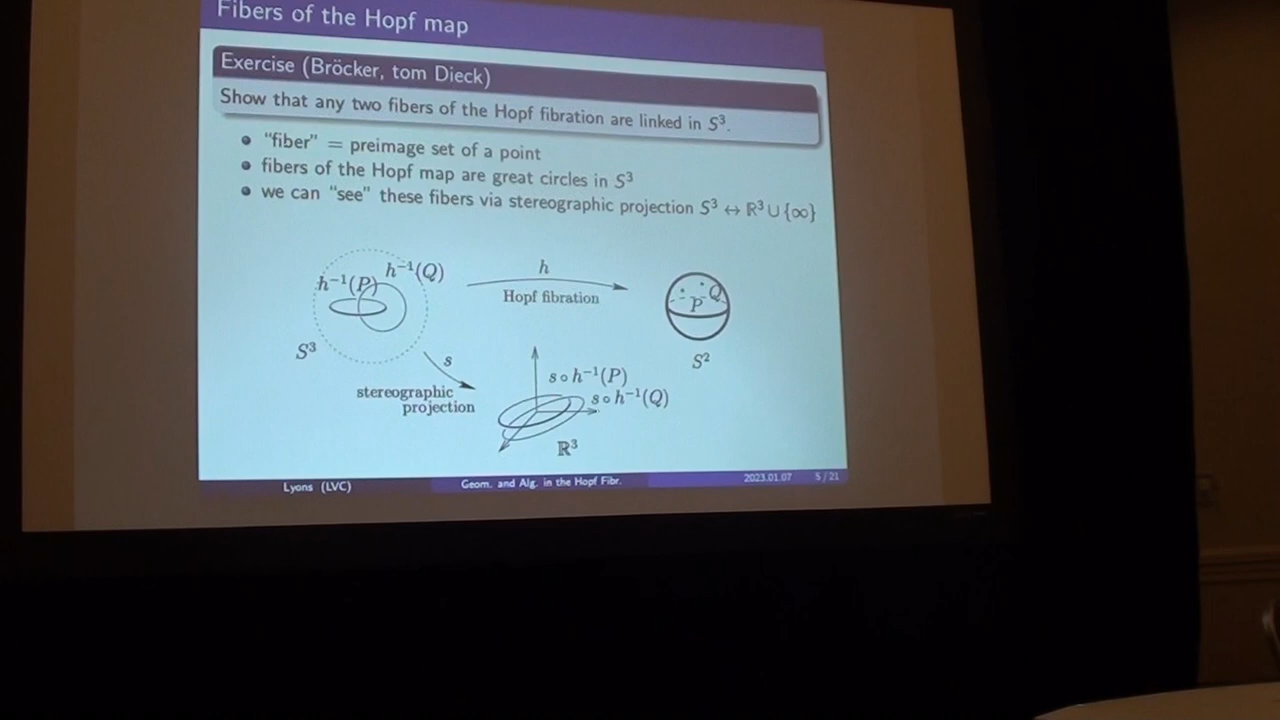 Fibers of the Hopf map
Exercise (Bröcker, tom Dieck)
Show that any two fibers of the Hopf fibration are linked in S³.
• "fiber" = preimage set of a point
• fibers of the Hopf map are great circles in S³
• we can "see" these fibers via stereographic projection S³ ↔ ℝ³ ∪ {∞}
h⁻¹(P)
h⁻¹(Q)
h
Hopf fibration
P
Q
S³
S²
s
stereographic
projection
s∘h⁻¹(P)
s∘h⁻¹(Q)
ℝ³
Lyons (LVC)
Geom. and Alg. in the Hopf Fibr.
2023.01.07
5 / 21